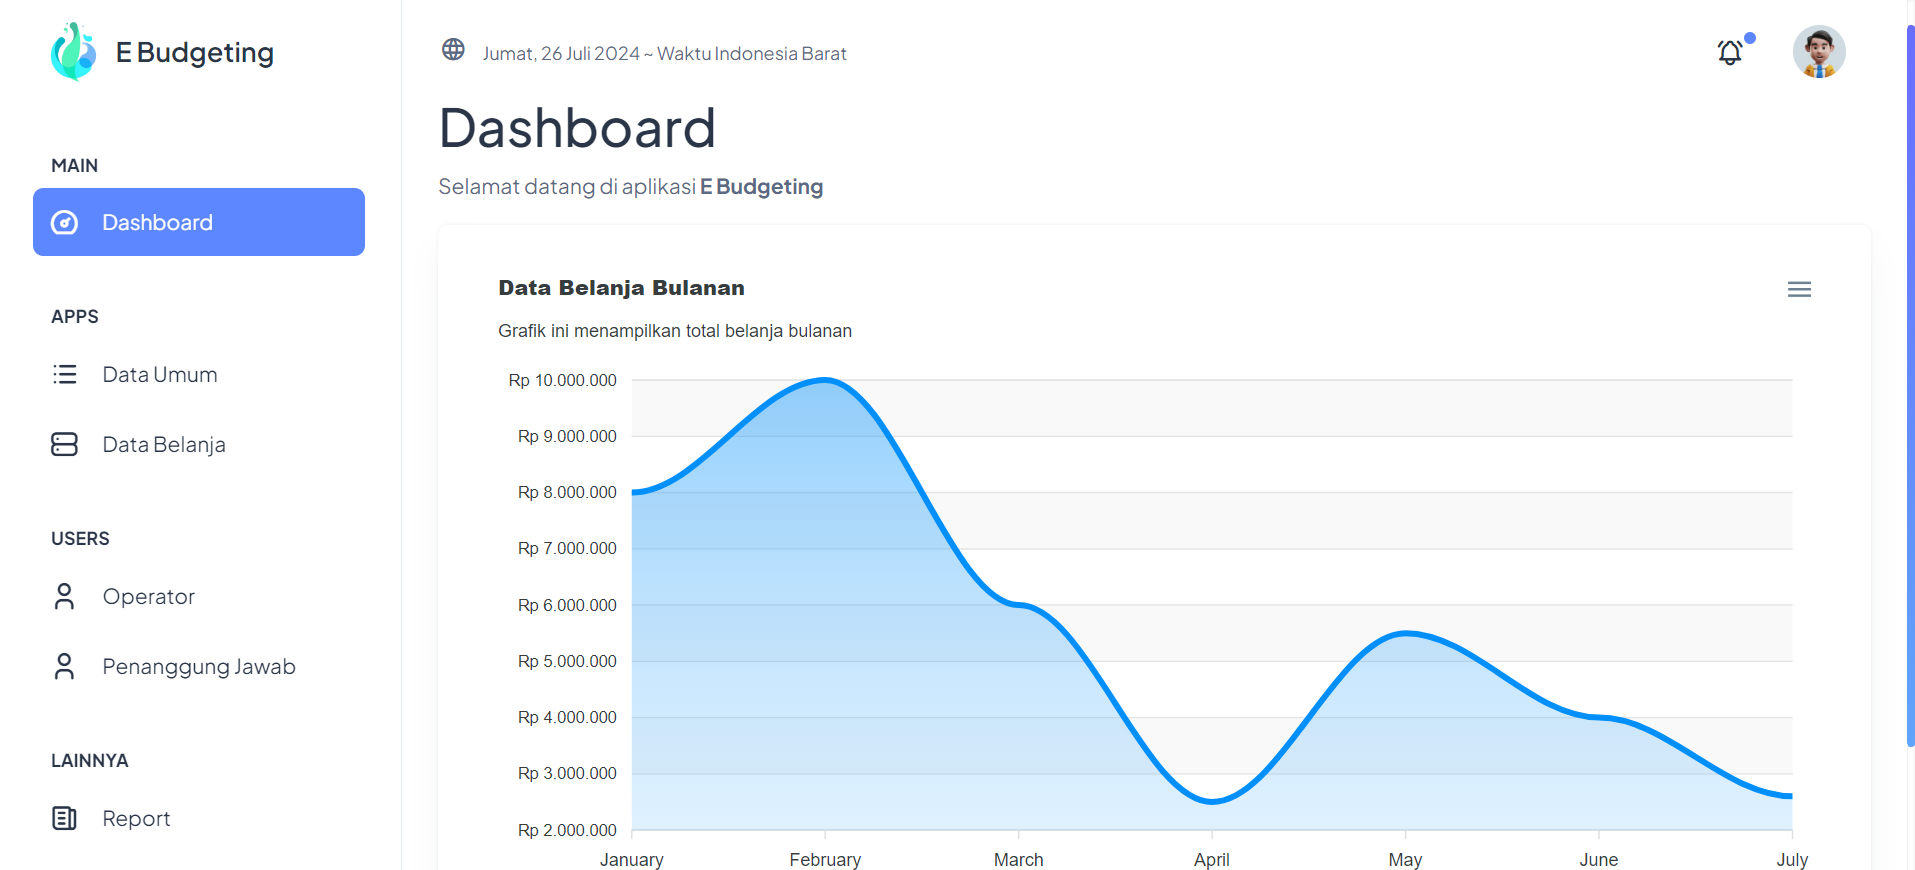 E Budgeting
MAIN
Dashboard
APPS
Data Umum
Data Belanja
USERS
Operator
Penanggung Jawab
LAINNYA
Report
Jumat, 26 Juli 2024 ~ Waktu Indonesia Barat
Dashboard
Selamat datang di aplikasi E Budgeting
Data Belanja Bulanan
Grafik ini menampilkan total belanja bulanan
Rp 10.000.000
Rp 9.000.000
Rp 8.000.000
Rp 7.000.000
Rp 6.000.000
Rp 5.000.000
Rp 4.000.000
Rp 3.000.000
Rp 2.000.000
January February March April May June July